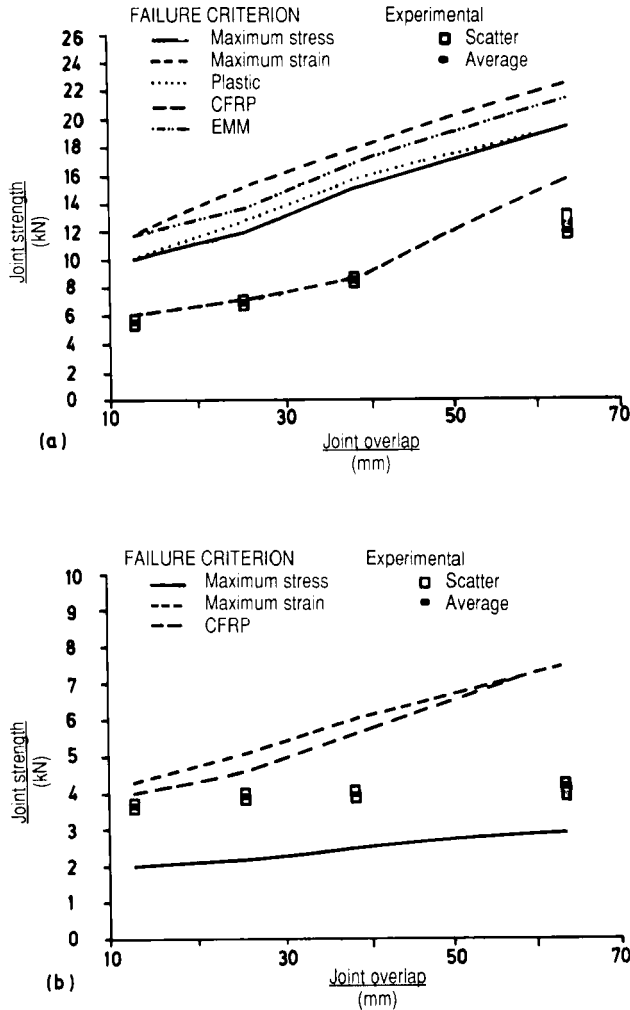 FAILURE CRITERION
Maximum stress
Maximum strain
Plastic
CFRP
EMM
Experimental
Scatter
Average
26
24
22
20
18
16
14
12
10
8
6
4
2
0
Joint strength
(kN)
10 30 50 70
Joint overlap
(mm)
(a)
FAILURE CRITERION
Maximum stress
Maximum strain
CFRP
Experimental
Scatter
Average
10
9
8
7
6
5
4
3
2
1
0
Joint strength
(kN)
10 30 50 70
Joint overlap
(mm)
(b)